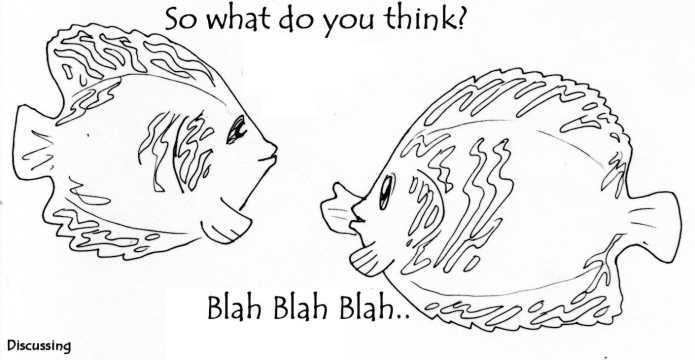 So what do you think?
Blah Blah Blah..
Discussing